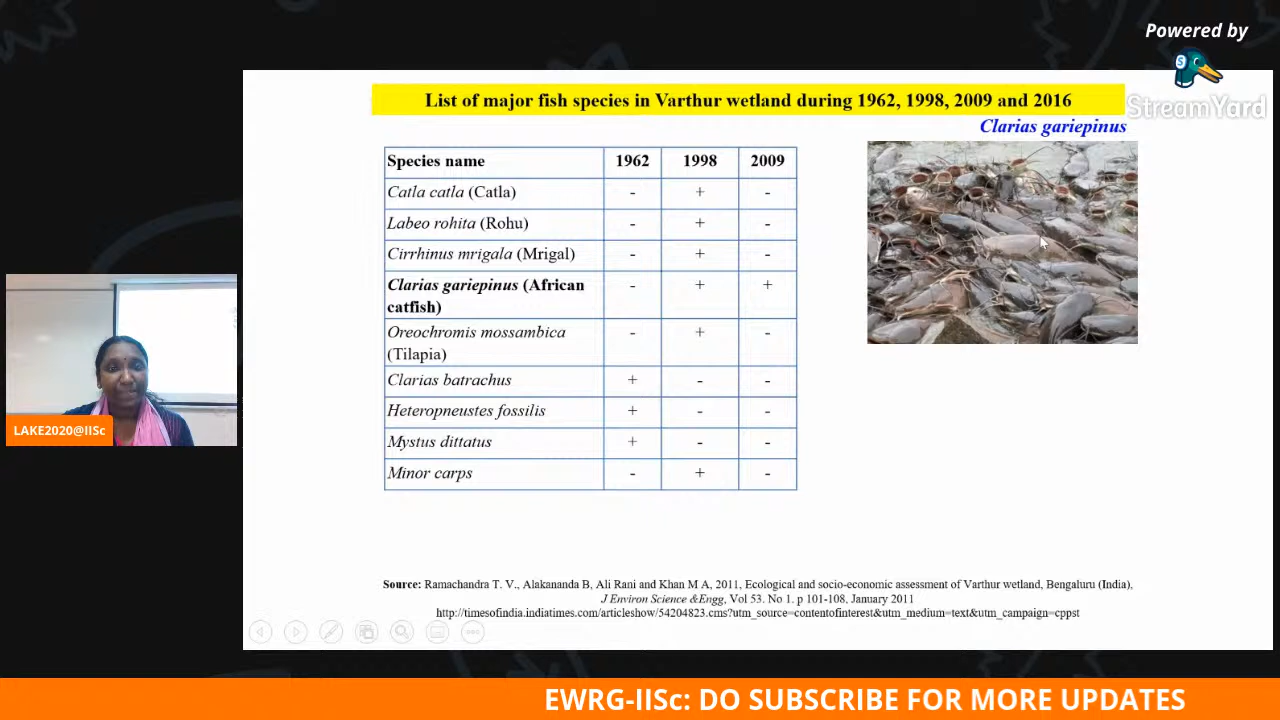 Powered by
StreamYard
List of major fish species in Varthur wetland during 1962, 1998, 2009 and 2016
Clarias gariepinus
Species name 1962 1998 2009
Catla catla (Catla) - + -
Labeo rohita (Rohu) - + -
Cirrhinus mrigala (Mrigal) - + -
Clarias gariepinus (African - + +
catfish)
Oreochromis mossambica - + -
(Tilapia)
Clarias batrachus + - -
Heteropneustes fossilis + - -
Mystus dittatus + - -
Minor carps - + -
LAKE2020@IISc
Source: Ramachandra T. V., Alakananda B, Ali Rani and Khan M A, 2011, Ecological and socio-economic assessment of Varthur wetland, Bengaluru (India),
J Environ Science &Engg, Vol 53. No 1. p 101-108, January 2011
http://timesofindia.indiatimes.com/articleshow/54204823.cms?utm_source=contentofinterest&utm_medium=text&utm_campaign=cppst
EWRG-IISc: DO SUBSCRIBE FOR MORE UPDATES